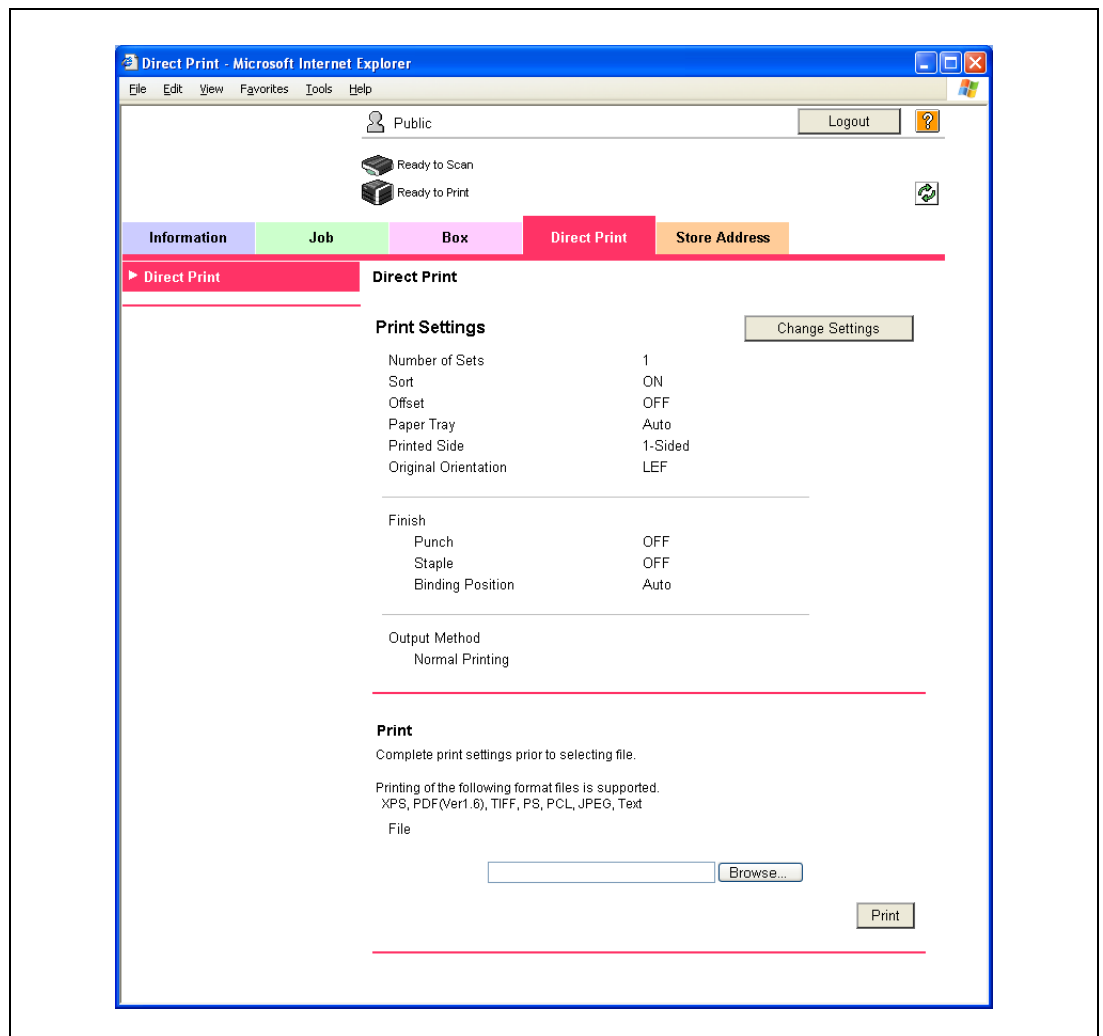 Direct Print - Microsoft Internet Explorer
File Edit View Favorites Tools Help
Public Logout ?
Ready to Scan
Ready to Print
Information Job Box Direct Print Store Address
Direct Print Direct Print
Print Settings Change Settings
Number of Sets 1
Sort ON
Offset OFF
Paper Tray Auto
Printed Side 1-Sided
Original Orientation LEF
Finish
Punch OFF
Staple OFF
Binding Position Auto
Output Method
Normal Printing
Print
Complete print settings prior to selecting file.
Printing of the following format files is supported.
XPS, PDF(Ver1.6), TIFF, PS, PCL, JPEG, Text
File
Browse...
Print